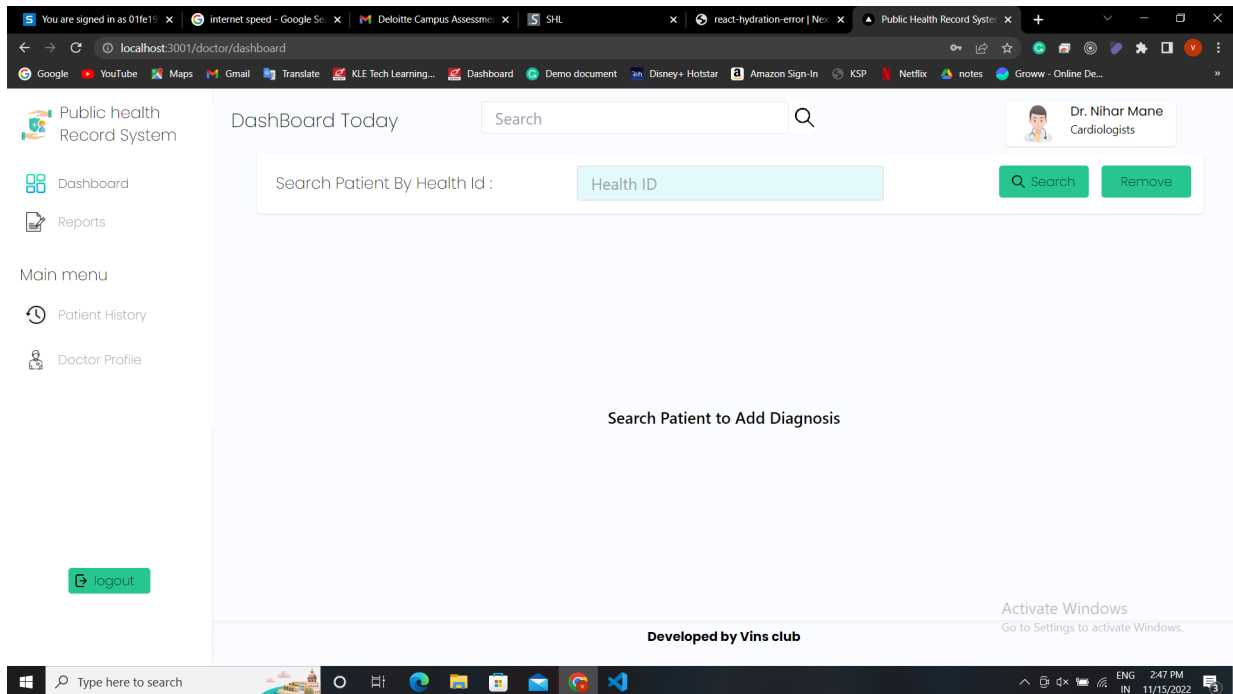 You are signed in as 01fe19
internet speed - Google Se
Deloitte Campus Assessme
SHL
react-hydration-error | Nex
Public Health Record Syste
localhost:3001/doctor/dashboard
Google
YouTube
Maps
Gmail
Translate
KLE Tech Learning...
Dashboard
Demo document
Disney+ Hotstar
Amazon Sign-In
KSP
Netflix
notes
Groww - Online De...
»
Public health
Record System
DashBoard Today
Search
Dr. Nihar Mane
Cardiologists
Dashboard
Search Patient By Health Id :
Health ID
Search
Remove
Reports
Main menu
Patient History
Doctor Profile
Search Patient to Add Diagnosis
logout
Activate Windows
Go to Settings to activate Windows.
Developed by Vins club
Type here to search
ENG
IN
2:47 PM
11/15/2022
3